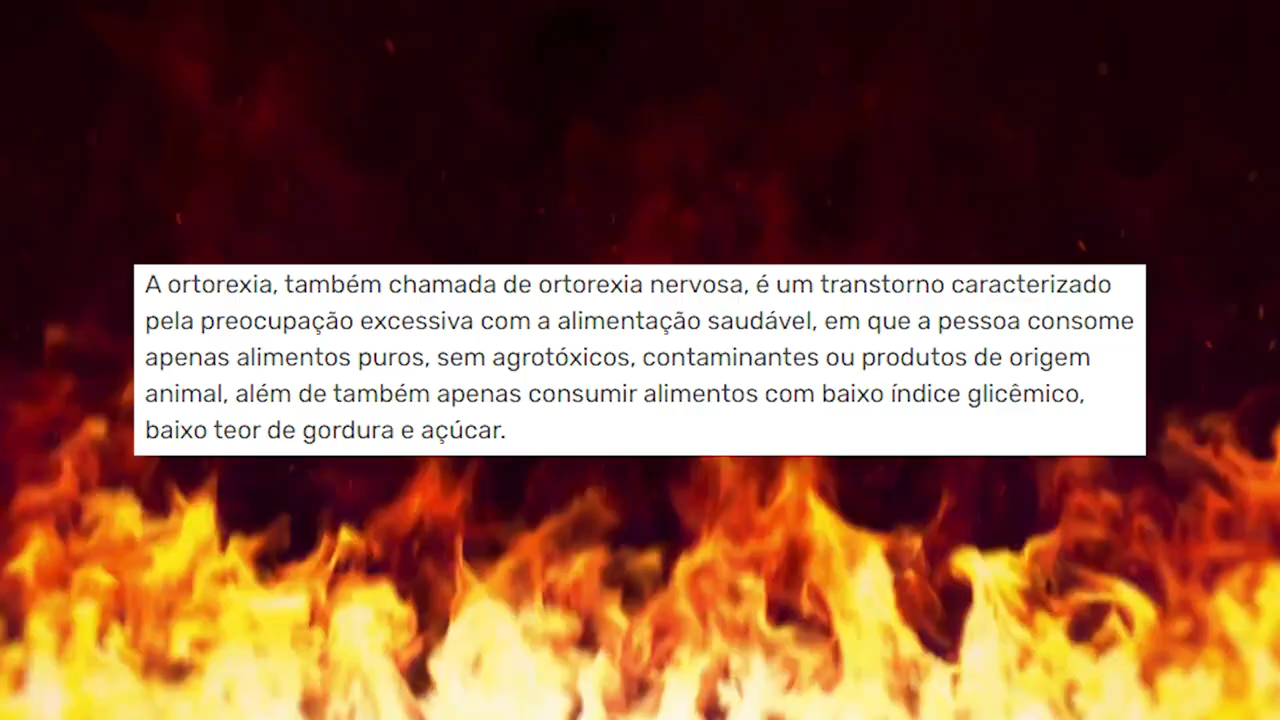 A ortorexia, também chamada de ortorexia nervosa, é um transtorno caracterizado
pela preocupação excessiva com a alimentação saudável, em que a pessoa consome
apenas alimentos puros, sem agrotóxicos, contaminantes ou produtos de origem
animal, além de também apenas consumir alimentos com baixo índice glicêmico,
baixo teor de gordura e açúcar.